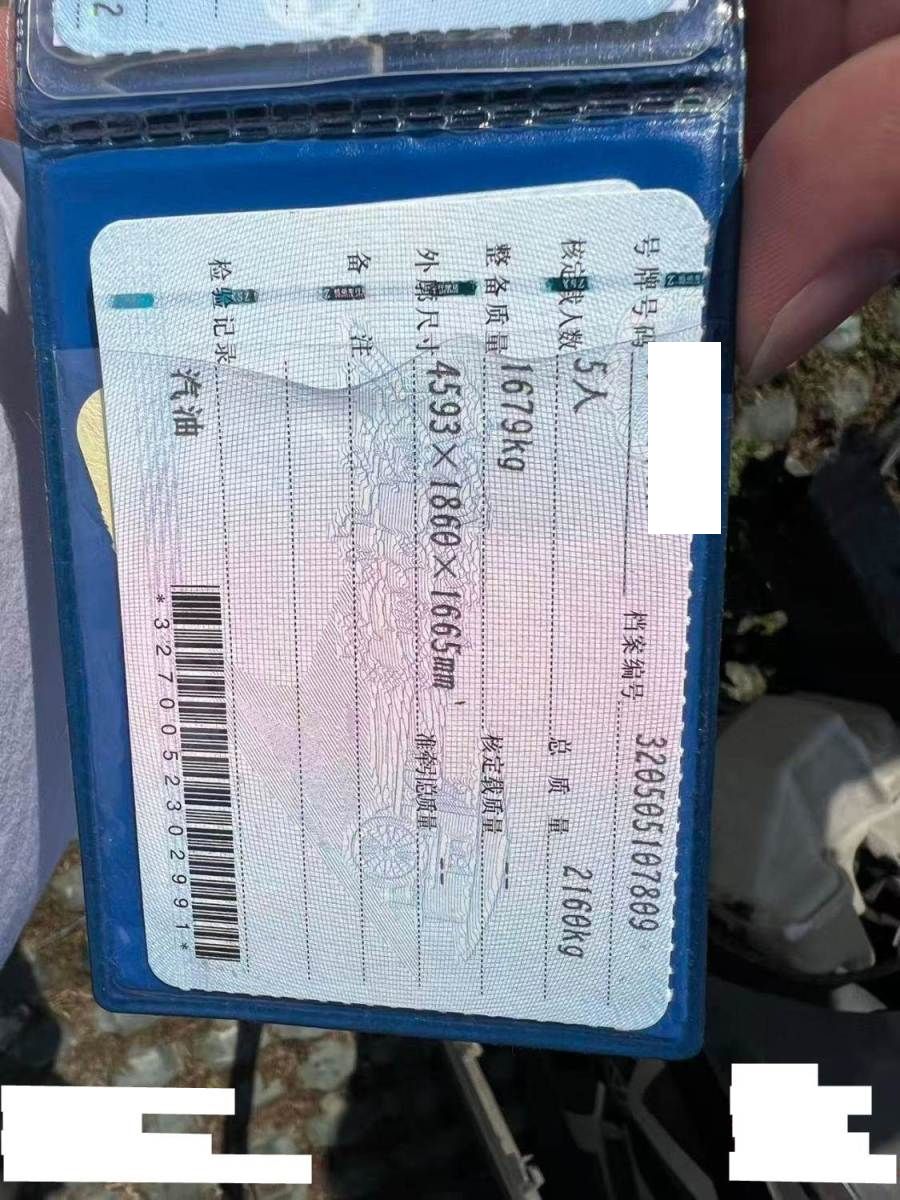 号牌号码 档案编号 320505107809
核定载人数 5人 总质量 2160kg
整备质量 1679kg 核定载质量 --
外廓尺寸 4593×1860×1665mm 准牵引总质量 --
备注
检验记录
汽油
*3270052302991*